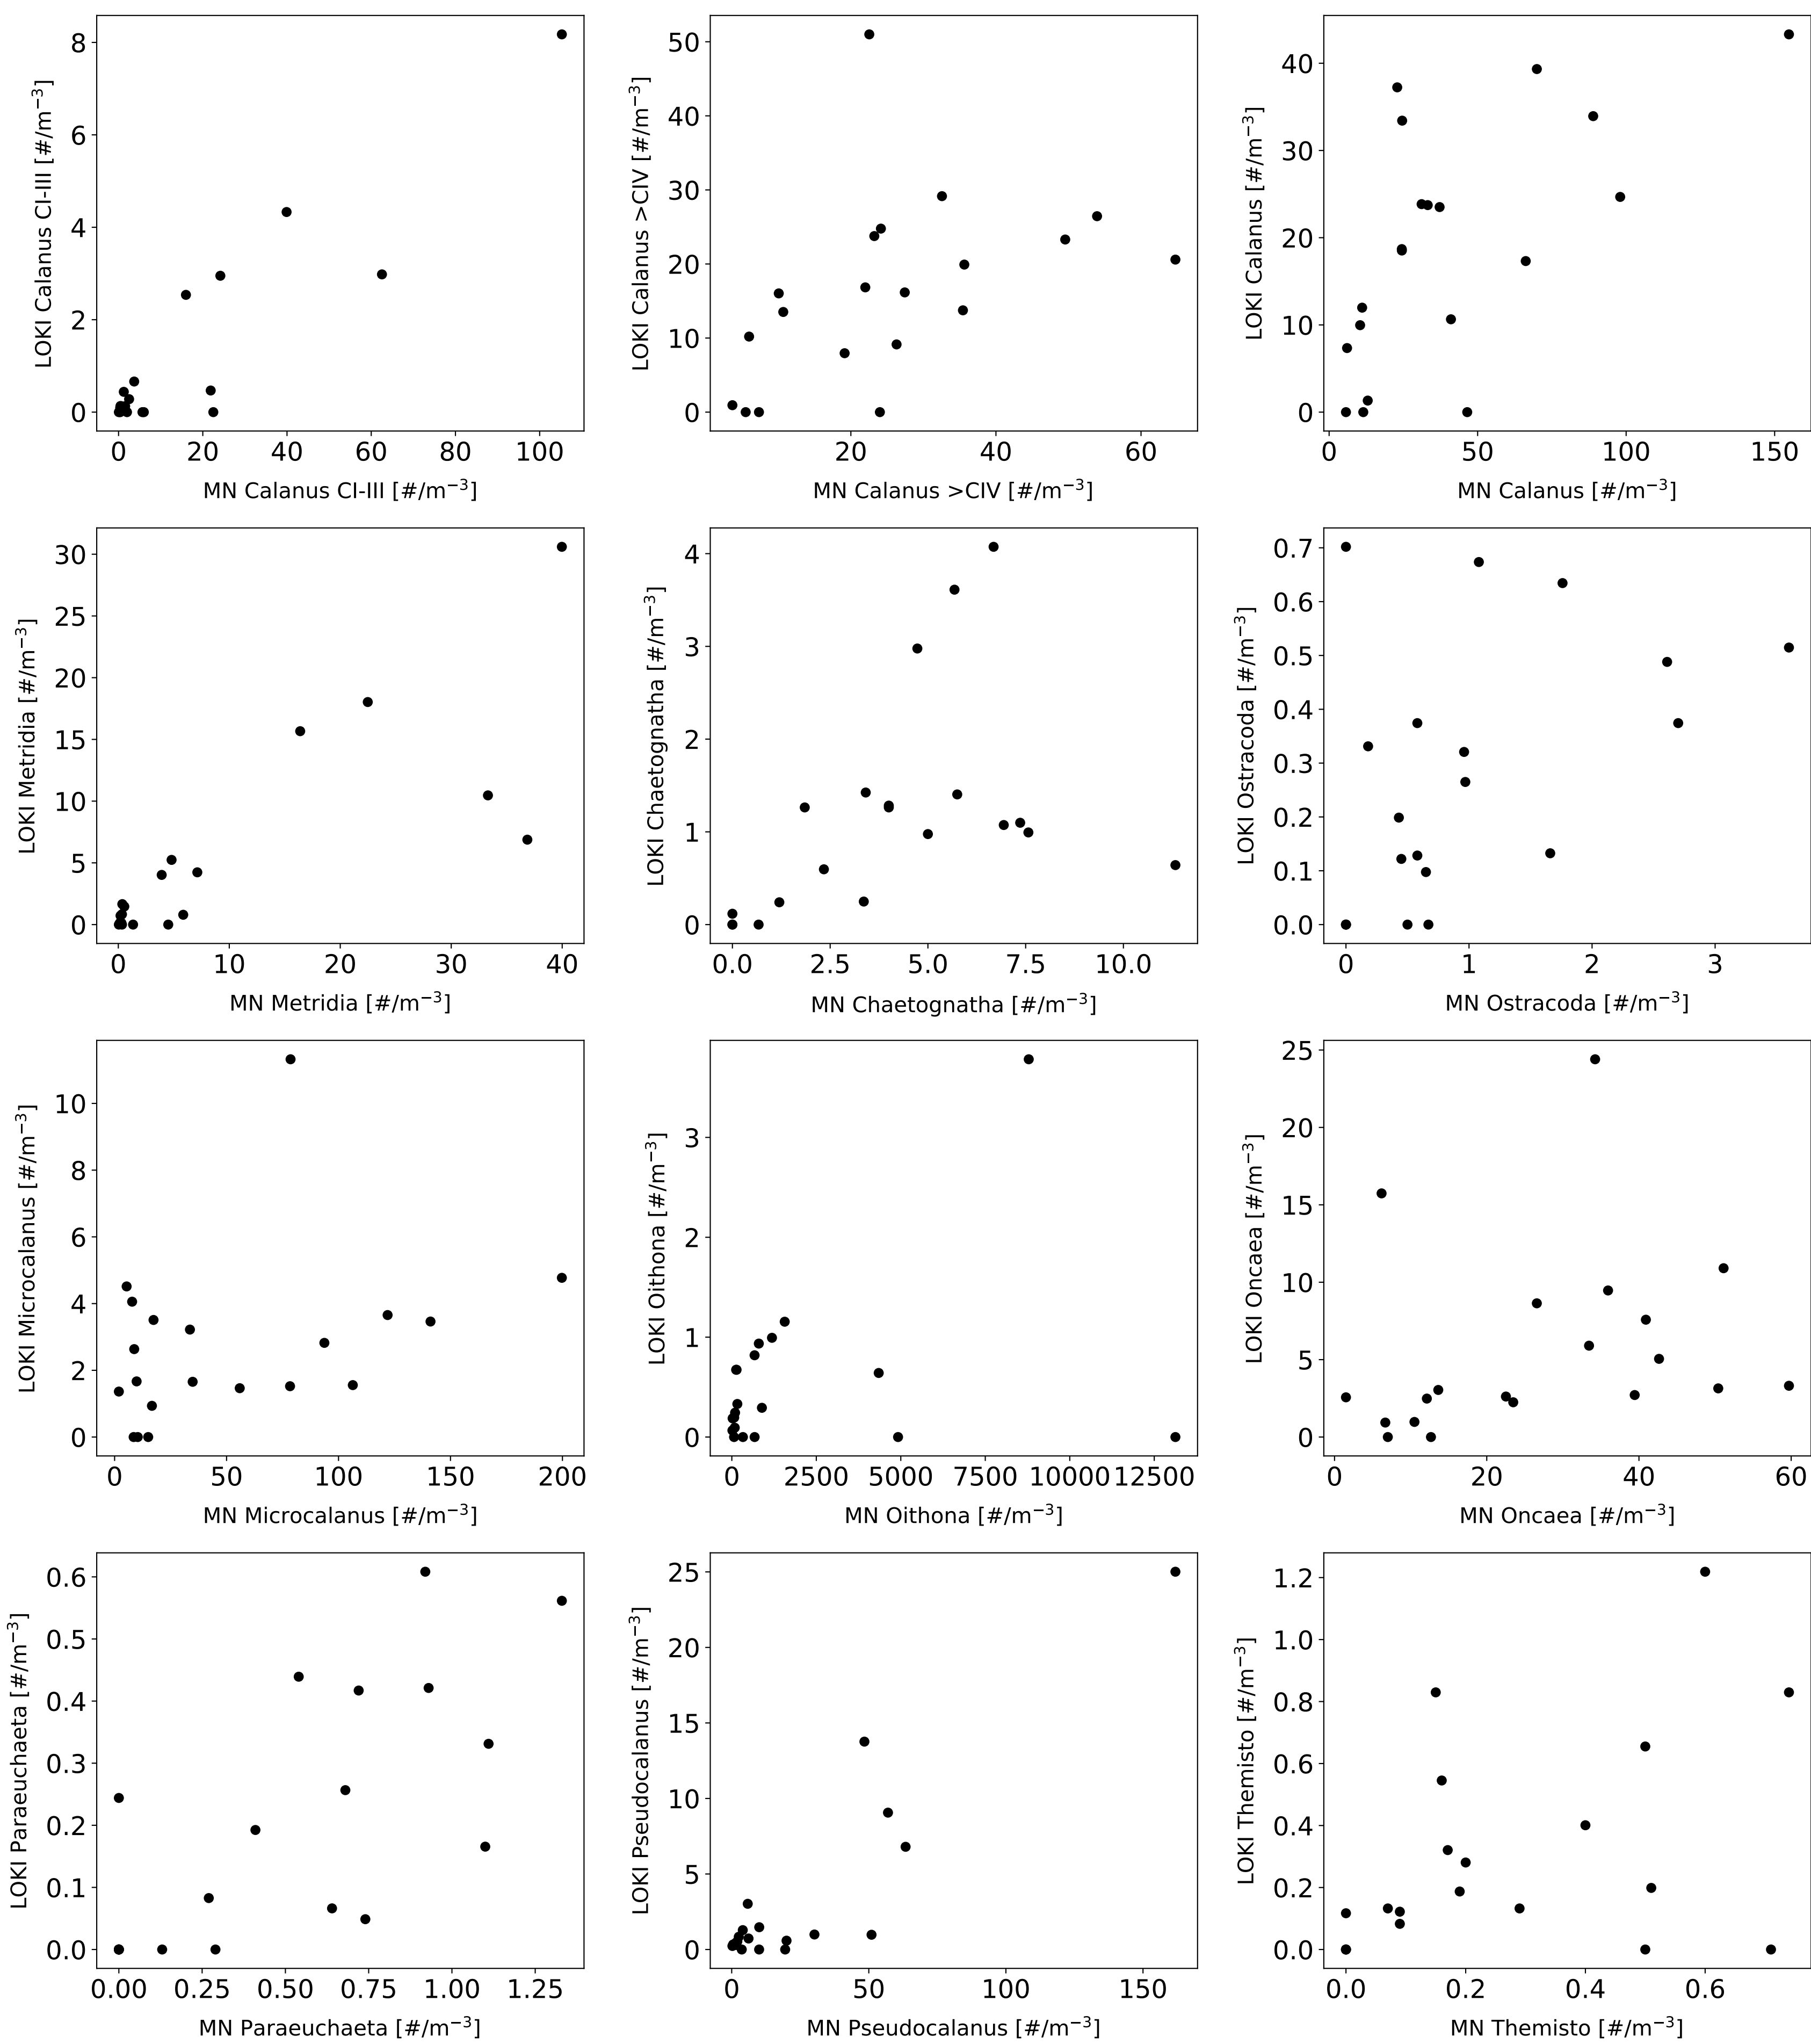 8
6
4
2
0
LOKI Calanus CI-III [#/m⁻³]
0 20 40 60 80 100
MN Calanus CI-III [#/m⁻³]
50
40
30
20
10
0
LOKI Calanus >CIV [#/m⁻³]
20 40 60
MN Calanus >CIV [#/m⁻³]
40
30
20
10
0
LOKI Calanus [#/m⁻³]
0 50 100 150
MN Calanus [#/m⁻³]
30
25
20
15
10
5
0
LOKI Metridia [#/m⁻³]
0 10 20 30 40
MN Metridia [#/m⁻³]
4
3
2
1
0
LOKI Chaetognatha [#/m⁻³]
0.0 2.5 5.0 7.5 10.0
MN Chaetognatha [#/m⁻³]
0.7
0.6
0.5
0.4
0.3
0.2
0.1
0.0
LOKI Ostracoda [#/m⁻³]
0 1 2 3
MN Ostracoda [#/m⁻³]
10
8
6
4
2
0
LOKI Microcalanus [#/m⁻³]
0 50 100 150 200
MN Microcalanus [#/m⁻³]
3
2
1
0
LOKI Oithona [#/m⁻³]
0 2500 5000 7500 10000 12500
MN Oithona [#/m⁻³]
25
20
15
10
5
0
LOKI Oncaea [#/m⁻³]
0 20 40 60
MN Oncaea [#/m⁻³]
0.6
0.5
0.4
0.3
0.2
0.1
0.0
LOKI Paraeuchaeta [#/m⁻³]
0.00 0.25 0.50 0.75 1.00 1.25
MN Paraeuchaeta [#/m⁻³]
25
20
15
10
5
0
LOKI Pseudocalanus [#/m⁻³]
0 50 100 150
MN Pseudocalanus [#/m⁻³]
1.2
1.0
0.8
0.6
0.4
0.2
0.0
LOKI Themisto [#/m⁻³]
0.0 0.2 0.4 0.6
MN Themisto [#/m⁻³]